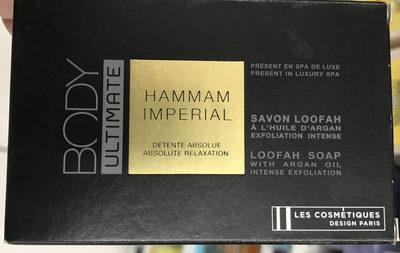 BODY
ULTIMATE
HAMMAM
IMPERIAL
DÉTENTE ABSOLUE
ABSOLUTE RELAXATION
PRÉSENT EN SPA DE LUXE
PRESENT IN LUXURY SPA
SAVON LOOFAH
À L'HUILE D'ARGAN
EXFOLIATION INTENSE
LOOFAH SOAP
WITH ARGAN OIL
INTENSE EXFOLIATION
LES COSMÉTIQUES
DESIGN PARIS